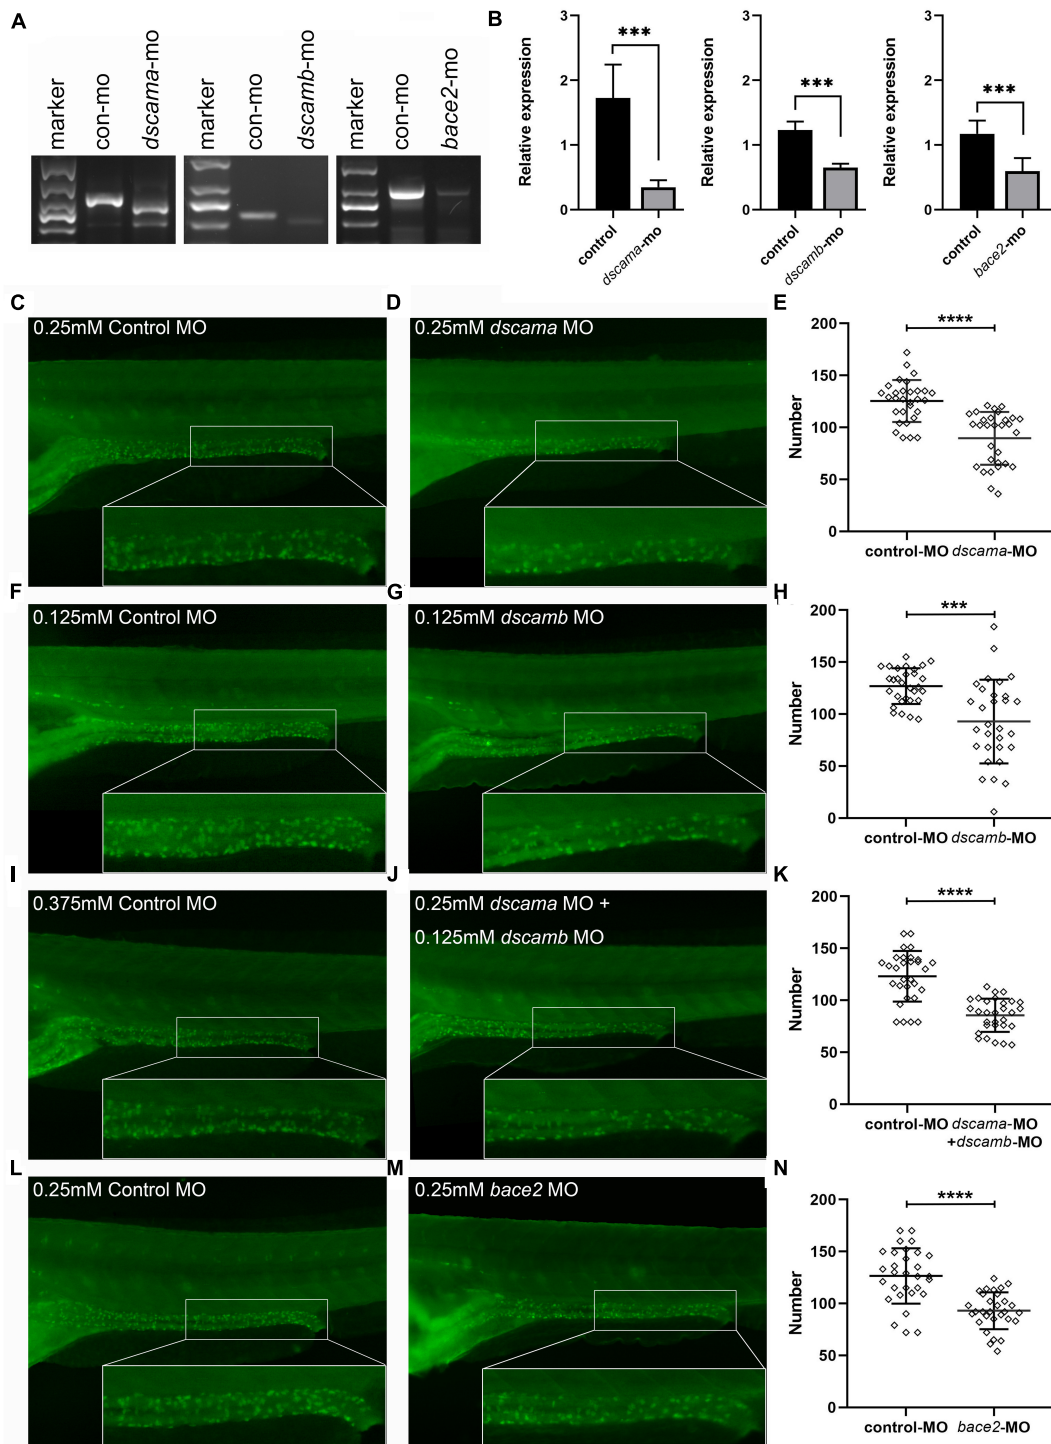 A
marker
con-mo
dscama-mo
marker
con-mo
dscamb-mo
marker
con-mo
bace2-mo
B
Relative expression
3
2
1
0
***
control
dscama-mo
Relative expression
3
2
1
0
***
control
dscamb-mo
Relative expression
3
2
1
0
***
control
bace2-mo
C
0.25mM Control MO
D
0.25mM dscama MO
E
Number
200
150
100
50
0
****
control-MO dscama-MO
F
0.125mM Control MO
G
0.125mM dscamb MO
H
Number
200
150
100
50
0
***
control-MO dscamb-MO
I
0.375mM Control MO
J
0.25mM dscama MO +
0.125mM dscamb MO
K
Number
200
150
100
50
0
****
control-MO dscama-MO
+dscamb-MO
L
0.25mM Control MO
M
0.25mM bace2 MO
N
Number
200
150
100
50
0
****
control-MO bace2-MO